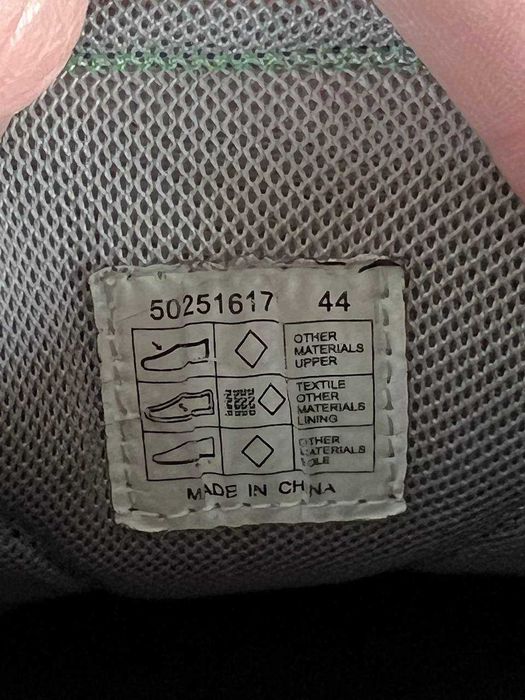 50251617 44
OTHER
MATERIALS
UPPER
TEXTILE
OTHER
MATERIALS
LINING
OTHER
MATERIALS
SOLE
MADE IN CHINA